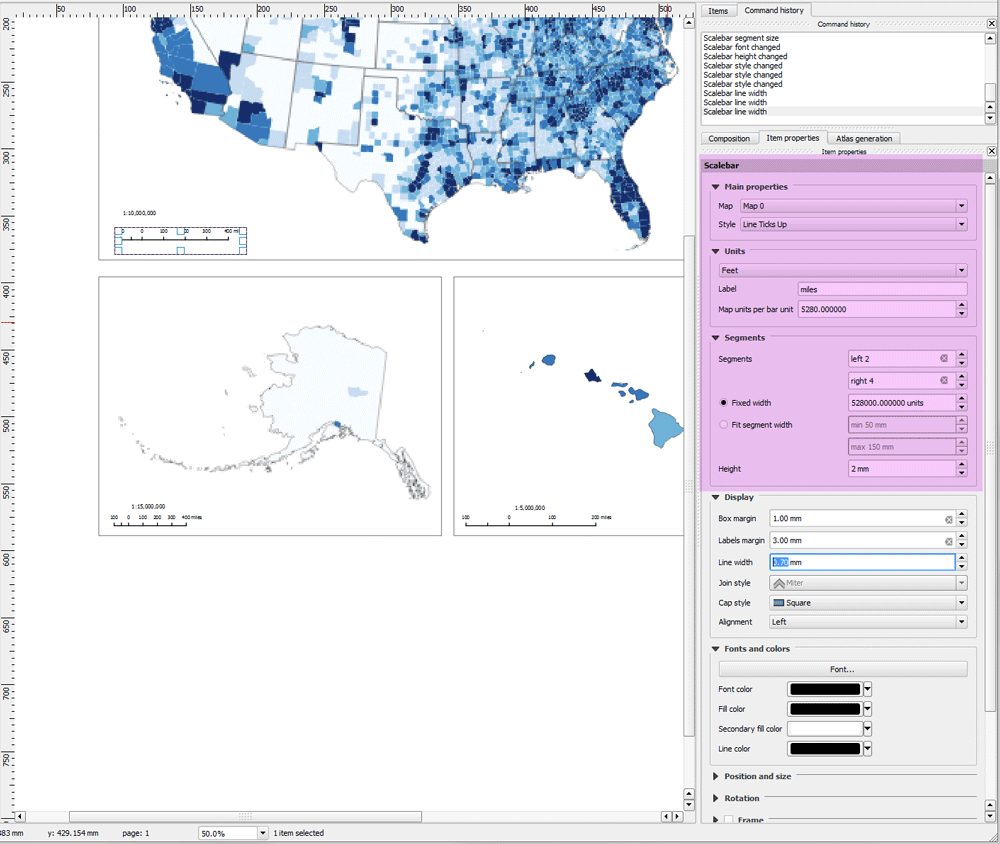 50 100 150 200 250 300 350 400 450 500
Items Command history
Command history
Scalebar segment size
Scalebar font changed
Scalebar height changed
Scalebar style changed
Scalebar style changed
Scalebar style changed
Scalebar line width
Scalebar line width
Scalebar line width
Composition Item properties Atlas generation
Item properties
Scalebar
Main properties
Map Map 0
Style Line Ticks Up
Units
Feet
Label miles
Map units per bar unit 5280.000000
Segments
Segments left 2
right 4
Fixed width 528000.000000 units
Fit segment width min 50 mm
max 150 mm
Height 2 mm
Display
Box margin 1.00 mm
Labels margin 3.00 mm
Line width mm
Join style Miter
Cap style Square
Alignment Left
Fonts and colors
Font...
Font color
Fill color
Secondary fill color
Line color
Position and size
Rotation
Frame
200
250
300
350
400
450
500
550
600
650
700
750
1:10,000,000
0 100 200 300 400 mi
1:15,000,000
100 0 100 200 300 400 miles
1:5,000,000
100 0 100 200 miles
383 mm y: 429.154 mm page: 1 50.0% 1 item selected